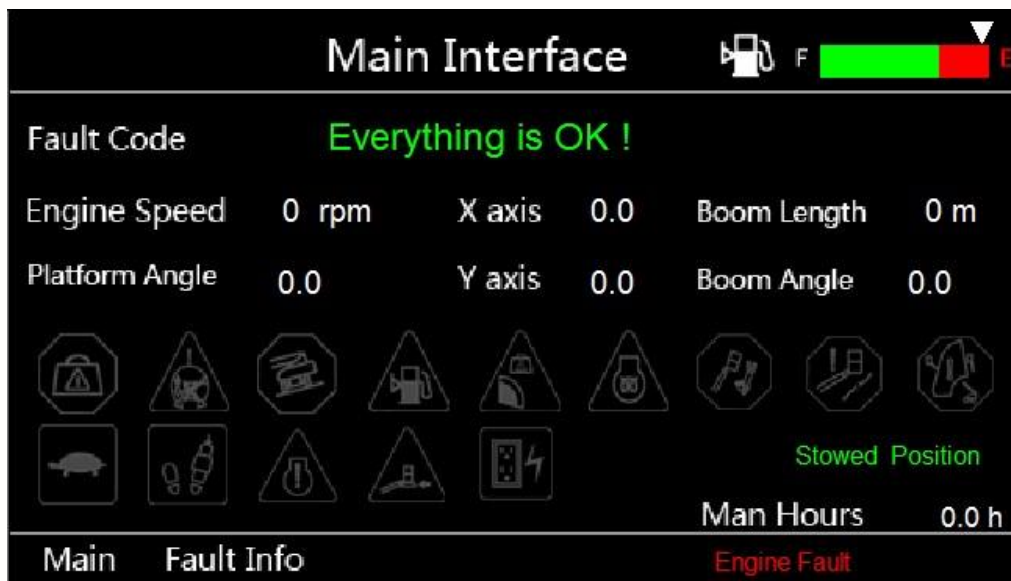 Main Interface F E
Fault Code Everything is OK !
Engine Speed 0 rpm X axis 0.0 Boom Length 0 m
Platform Angle 0.0 Y axis 0.0 Boom Angle 0.0
Stowed Position
Man Hours 0.0 h
Main Fault Info Engine Fault